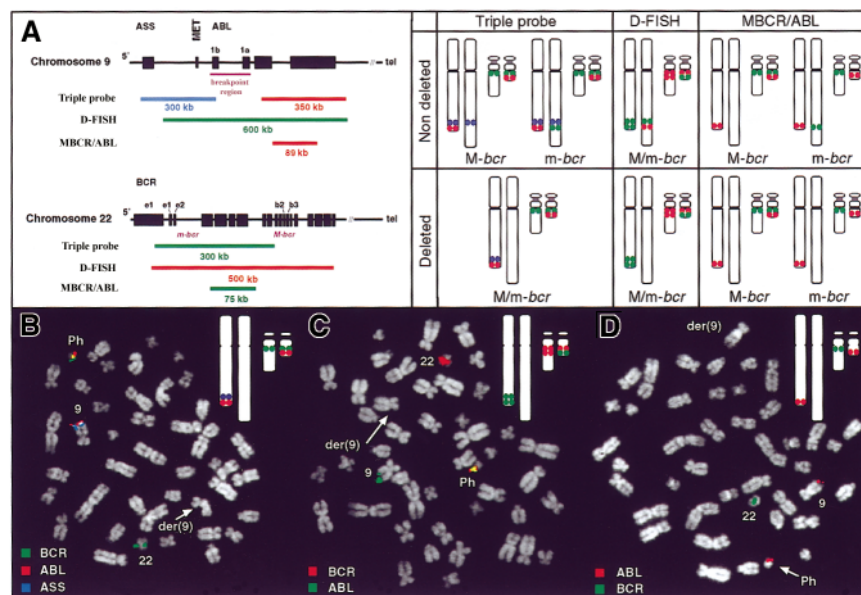 A
ASS MET ABL
5´ 1b 1a
Chromosome 9 // tel
breakpoint
region
Triple probe
300 kb 350 kb
D-FISH
600 kb
MBCR/ABL
89 kb
BCR
e1 e1 e2 b2 b3
5´
Chromosome 22 // tel
m-bcr M-bcr
Triple probe
300 kb
D-FISH
500 kb
MBCR/ABL
75 kb
Triple probe D-FISH MBCR/ABL
Non deleted
M-bcr m-bcr M/m-bcr M-bcr m-bcr
Deleted
M/m-bcr M/m-bcr M-bcr m-bcr
B
Ph
9
der(9)
22
BCR
ABL
ASS
C
22
der(9)
9
Ph
BCR
ABL
D
der(9)
9
22
Ph
ABL
BCR